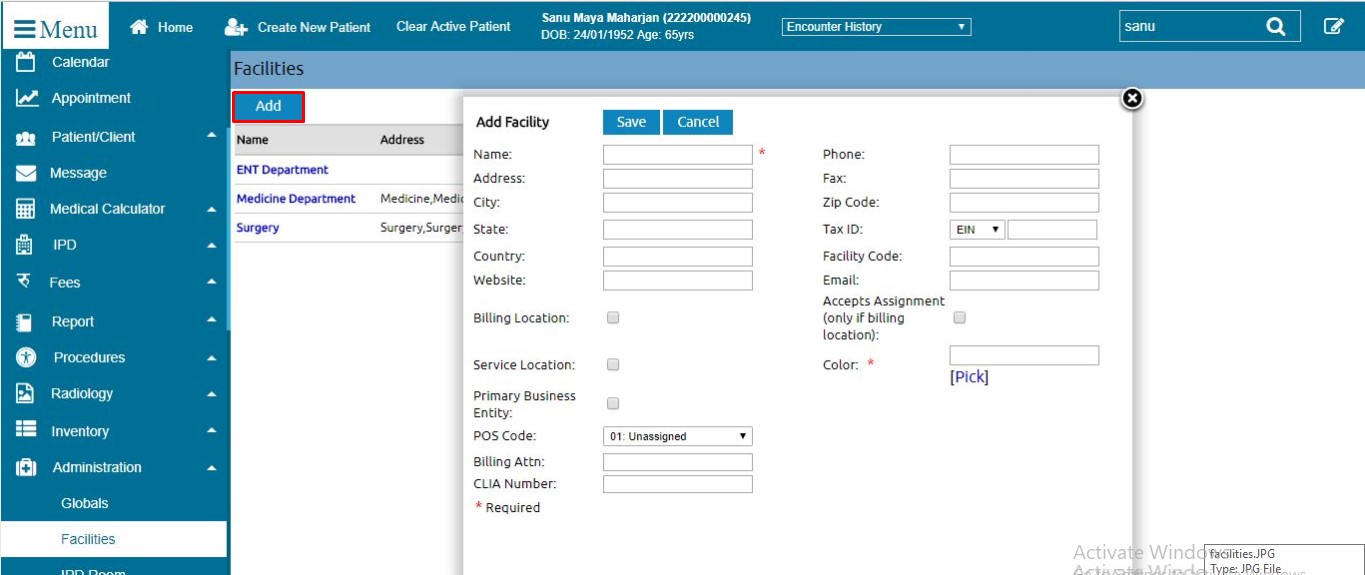 Menu
Home
Create New Patient
Clear Active Patient
Sanu Maya Maharjan (222200000245)
DOB: 24/01/1952 Age: 65yrs
Encounter History
sanu
Calendar
Appointment
Patient/Client
Message
Medical Calculator
IPD
Fees
Report
Procedures
Radiology
Inventory
Administration
Globals
Facilities
IPD Room
Facilities
Add
Name Address
ENT Department
Medicine Department Medicine,Medic
Surgery Surgery,Surger
Add Facility Save Cancel
Name: * Phone:
Address: Fax:
City: Zip Code:
State: Tax ID: EIN
Country: Facility Code:
Website: Email:
Billing Location: Accepts Assignment
(only if billing
location):
Service Location: Color: *
[Pick]
Primary Business
Entity:
POS Code: 01: Unassigned
Billing Attn:
CLIA Number:
* Required
Activate Windows
facilities.JPG
Type: JPG File